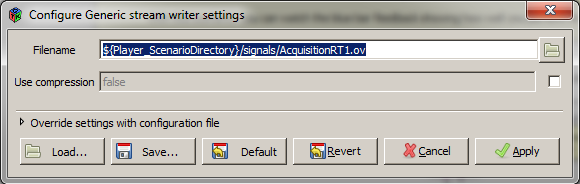 Configure Generic stream writer settings
Filename ${Player_ScenarioDirectory}/signals/AcquisitionRT1.ov
Use compression false
Override settings with configuration file
Load... Save... Default Revert Cancel Apply